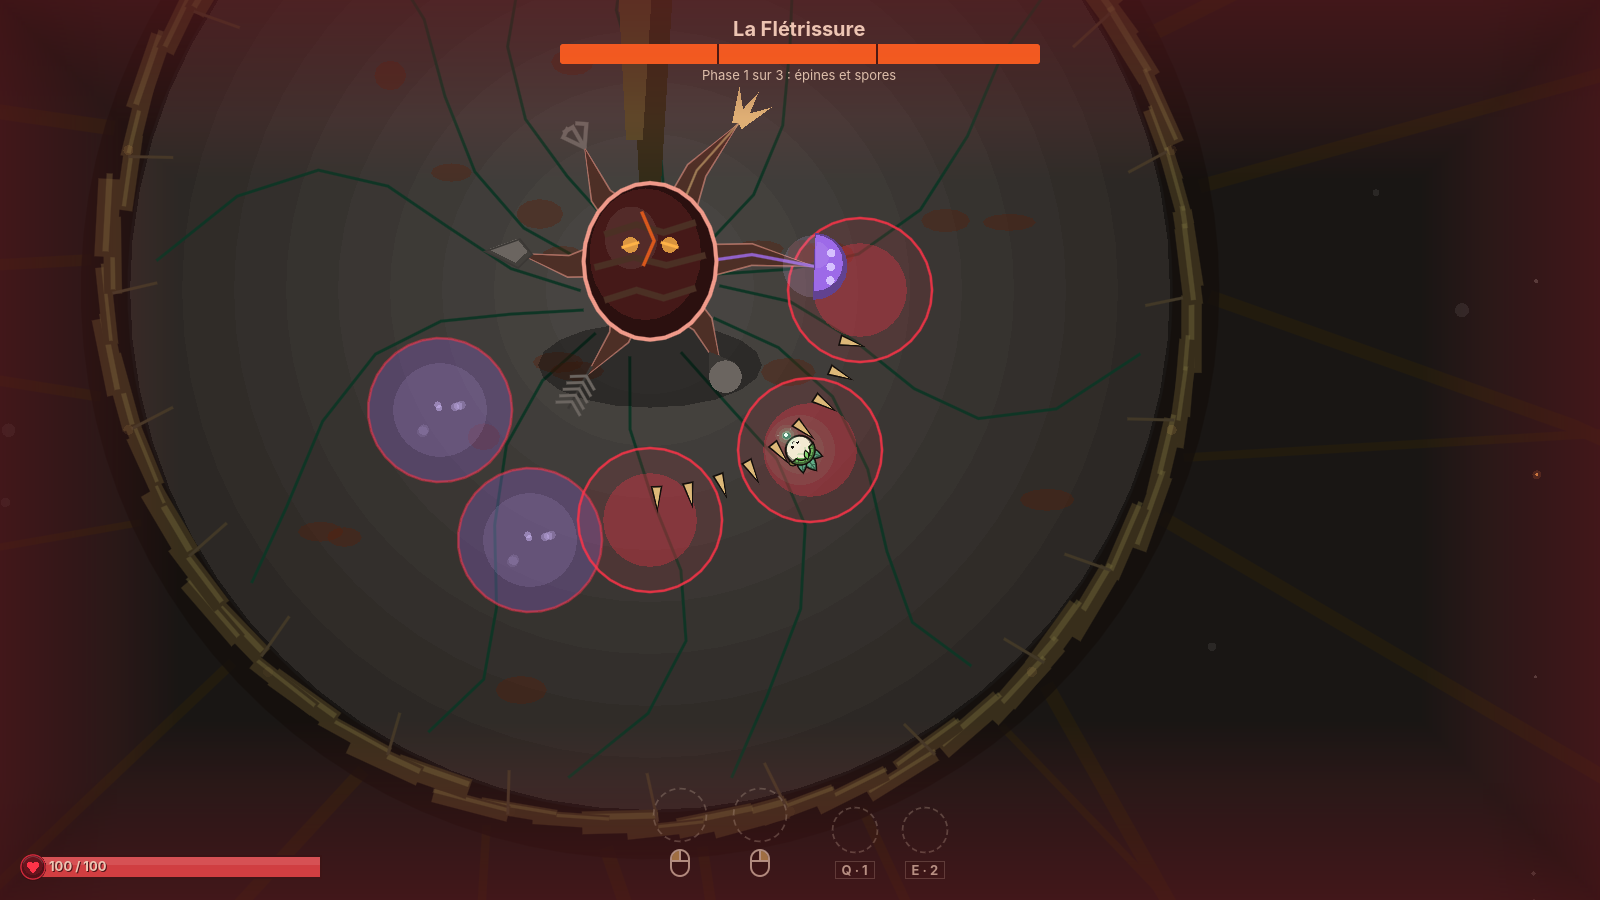 La Flétrissure
Phase 1 sur 3 : épines et spores
100 / 100
Q · 1
E · 2